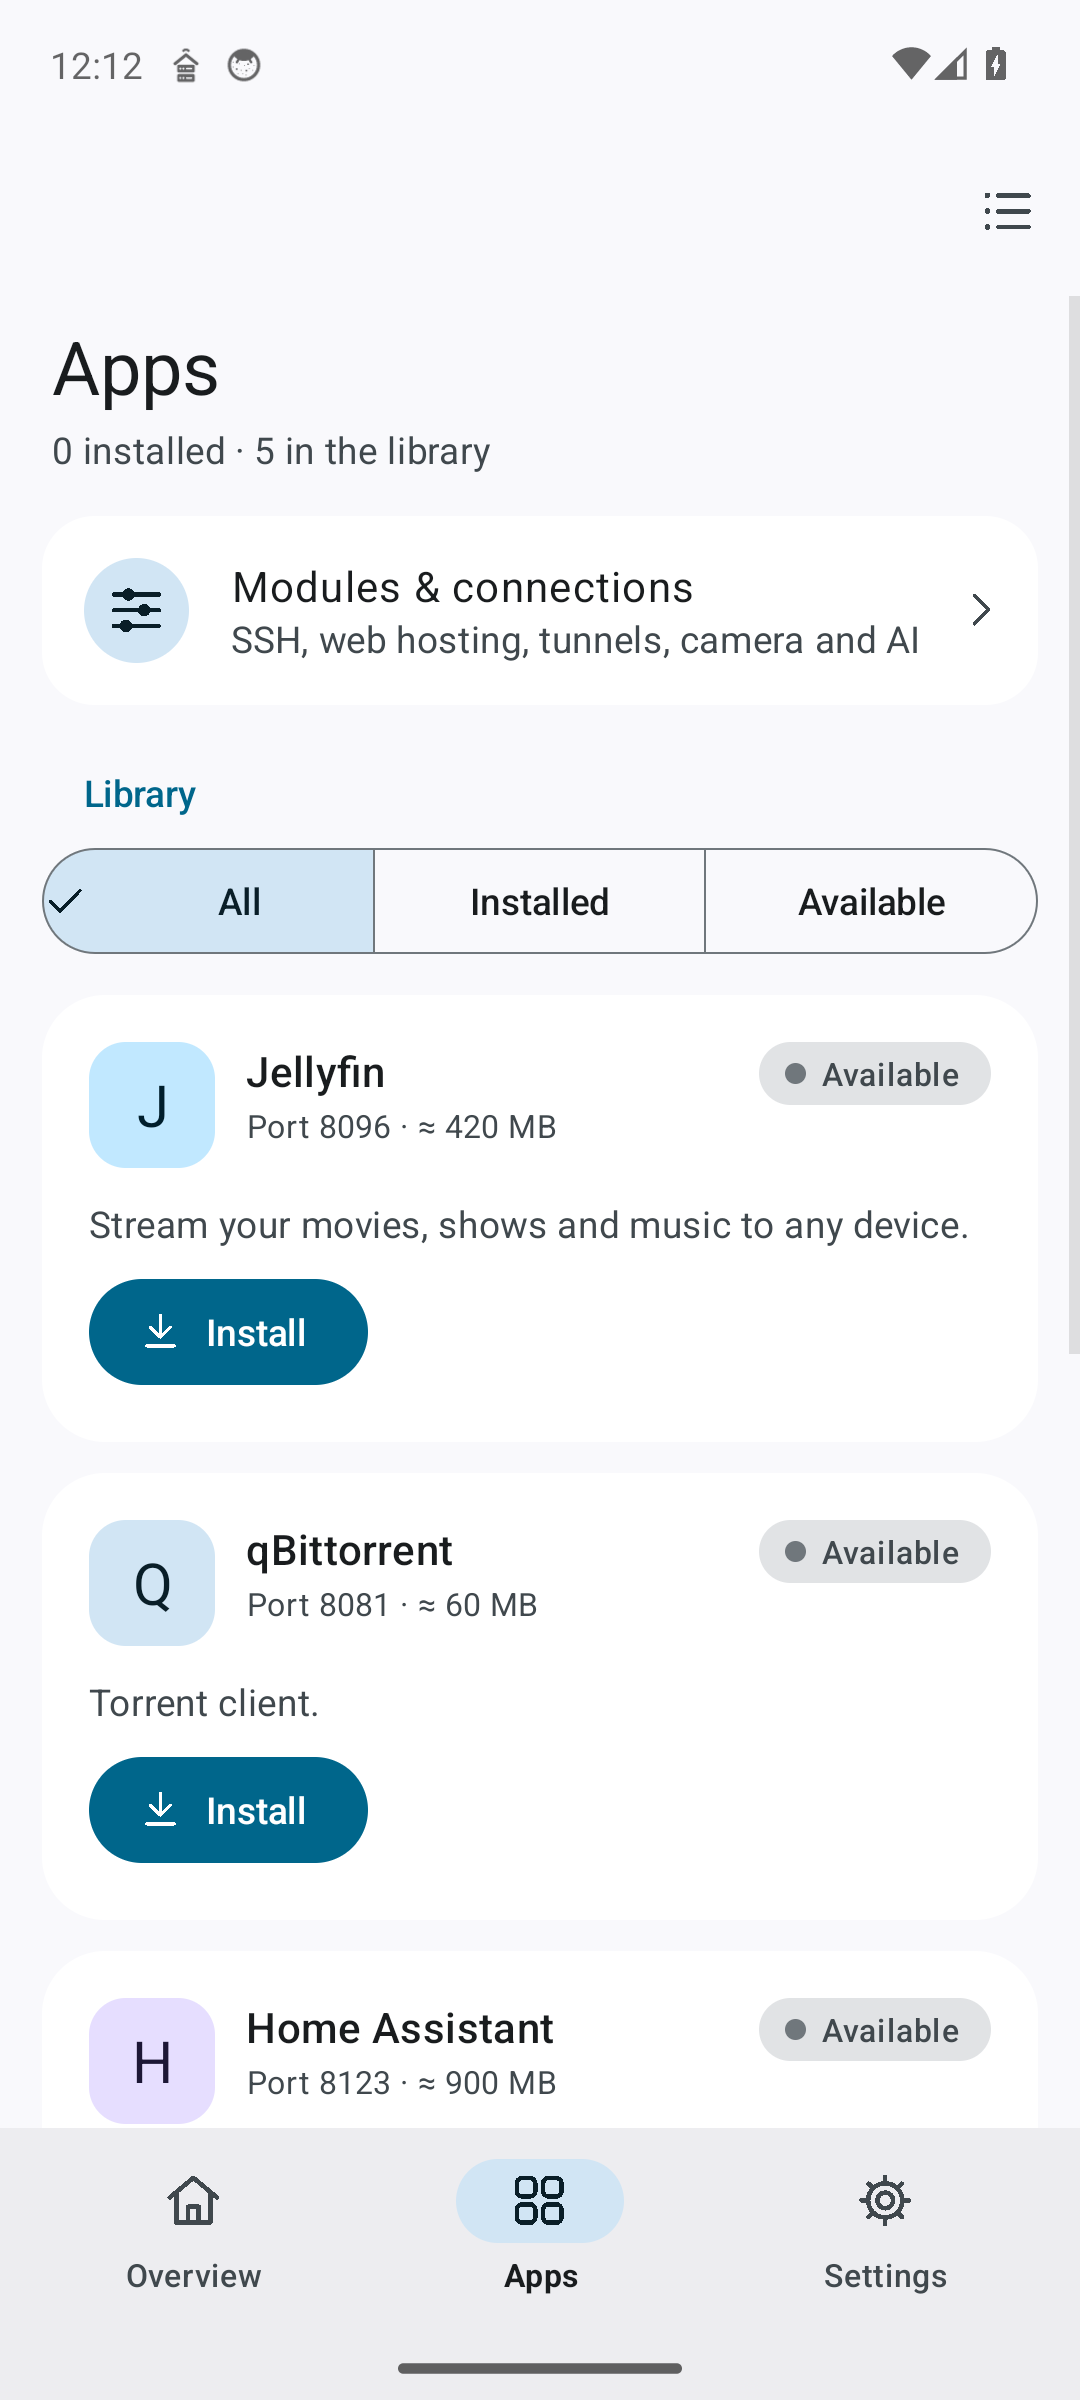 12:12
Apps
0 installed · 5 in the library
Modules & connections
SSH, web hosting, tunnels, camera and AI
Library
All
Installed
Available
J
Jellyfin
Port 8096 · ≈ 420 MB
Available
Stream your movies, shows and music to any device.
Install
Q
qBittorrent
Port 8081 · ≈ 60 MB
Available
Torrent client.
Install
H
Home Assistant
Port 8123 · ≈ 900 MB
Available
Overview
Apps
Settings